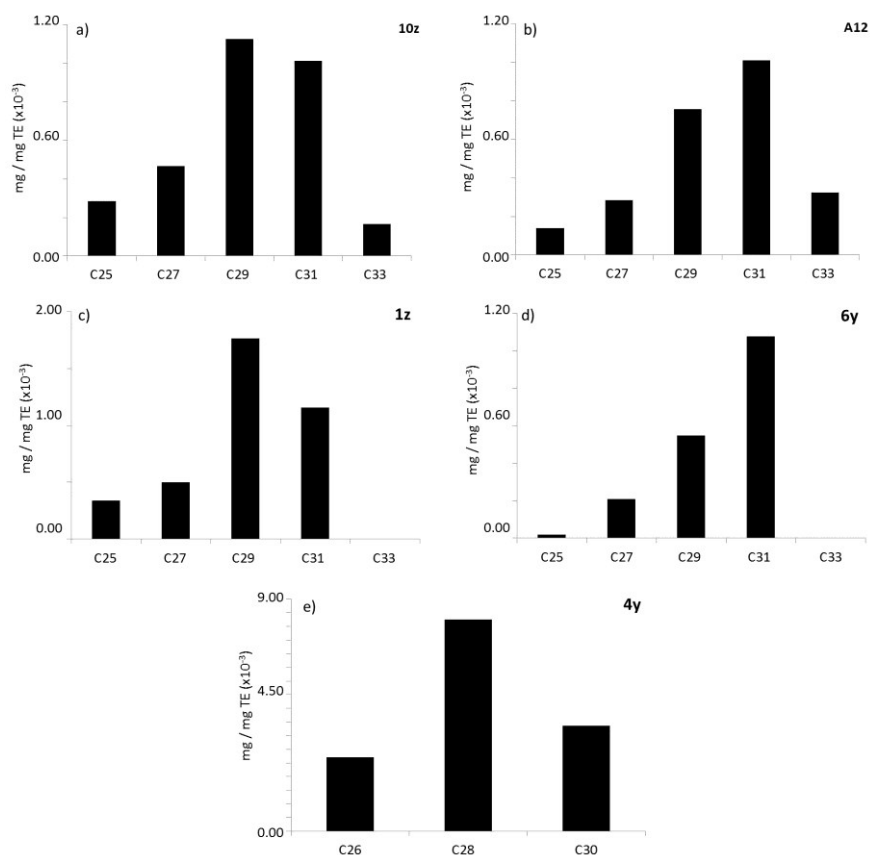 a)
10z
mg / mg TE (x10⁻³)
1.20
0.60
0.00
C25 C27 C29 C31 C33
b)
A12
mg / mg TE (x10⁻³)
1.20
0.60
0.00
C25 C27 C29 C31 C33
c)
1z
mg / mg TE (x10⁻³)
2.00
1.00
0.00
C25 C27 C29 C31 C33
d)
6y
mg / mg TE (x10⁻³)
1.20
0.60
0.00
C25 C27 C29 C31 C33
e)
4y
mg / mg TE (x10⁻³)
9.00
4.50
0.00
C26 C28 C30